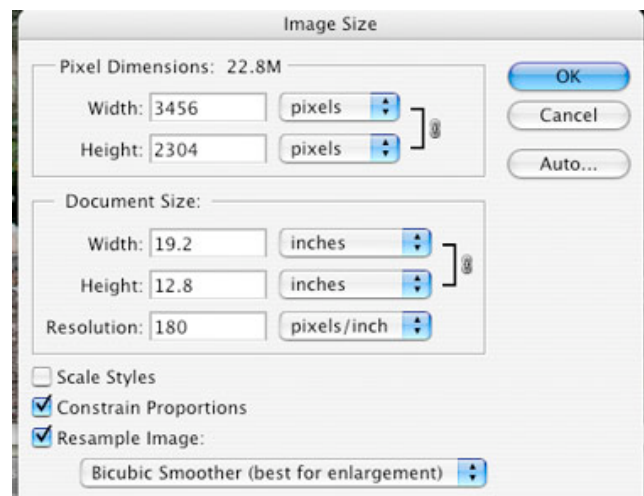 Image Size
Pixel Dimensions: 22.8M
Width: 3456 pixels
Height: 2304 pixels
OK
Cancel
Auto...
Document Size:
Width: 19.2 inches
Height: 12.8 inches
Resolution: 180 pixels/inch
Scale Styles
Constrain Proportions
Resample Image:
Bicubic Smoother (best for enlargement)